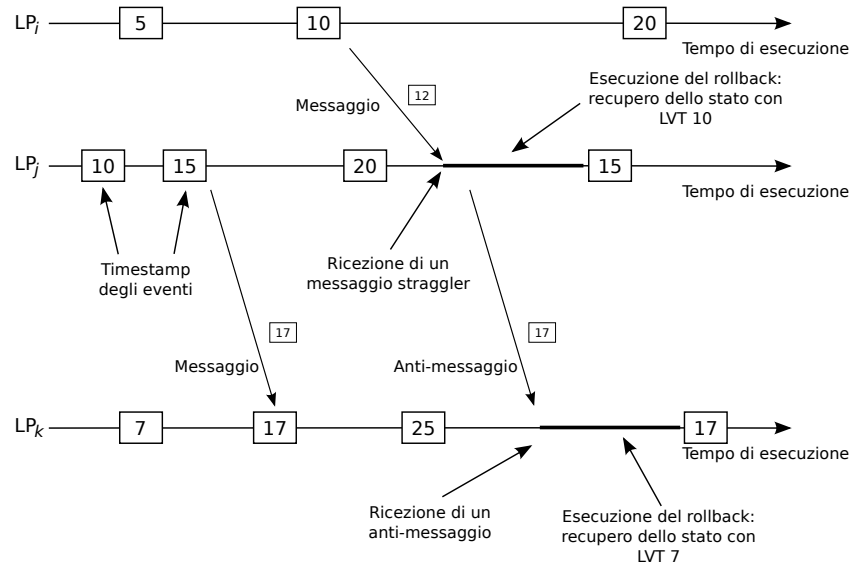 LPi
5
10
20
Tempo di esecuzione
Messaggio
12
Esecuzione del rollback:
recupero dello stato con
LVT 10
LPj
10
15
20
15
Tempo di esecuzione
Timestamp
degli eventi
Ricezione di un
messaggio straggler
Messaggio
17
Anti-messaggio
17
LPk
7
17
25
17
Tempo di esecuzione
Ricezione di un
anti-messaggio
Esecuzione del rollback:
recupero dello stato con
LVT 7